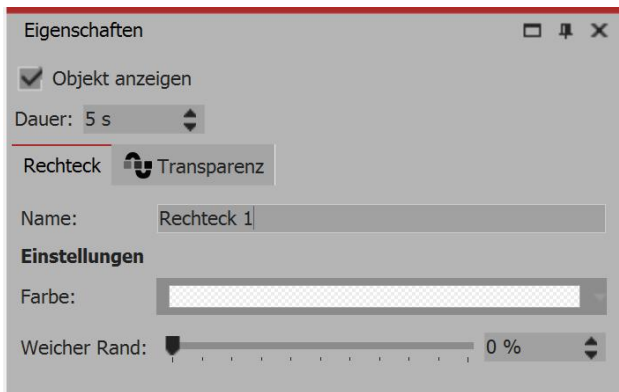 Eigenschaften
Objekt anzeigen
Dauer: 5 s
Rechteck Transparenz
Name: Rechteck 1
Einstellungen
Farbe:
Weicher Rand: 0 %